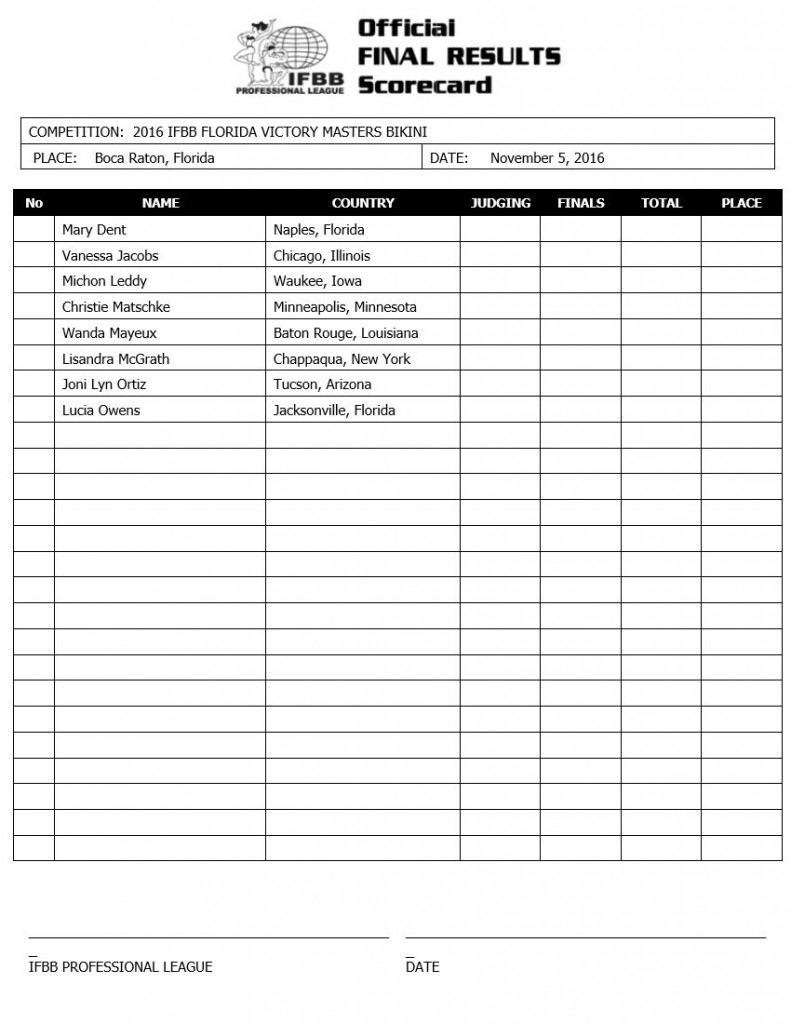 Official
FINAL RESULTS
Scorecard
IFBB
PROFESSIONAL LEAGUE
COMPETITION: 2016 IFBB FLORIDA VICTORY MASTERS BIKINI
PLACE: Boca Raton, Florida DATE: November 5, 2016
No NAME COUNTRY JUDGING FINALS TOTAL PLACE
Mary Dent Naples, Florida
Vanessa Jacobs Chicago, Illinois
Michon Leddy Waukee, Iowa
Christie Matschke Minneapolis, Minnesota
Wanda Mayeux Baton Rouge, Louisiana
Lisandra McGrath Chappaqua, New York
Joni Lyn Ortiz Tucson, Arizona
Lucia Owens Jacksonville, Florida
IFBB PROFESSIONAL LEAGUE DATE